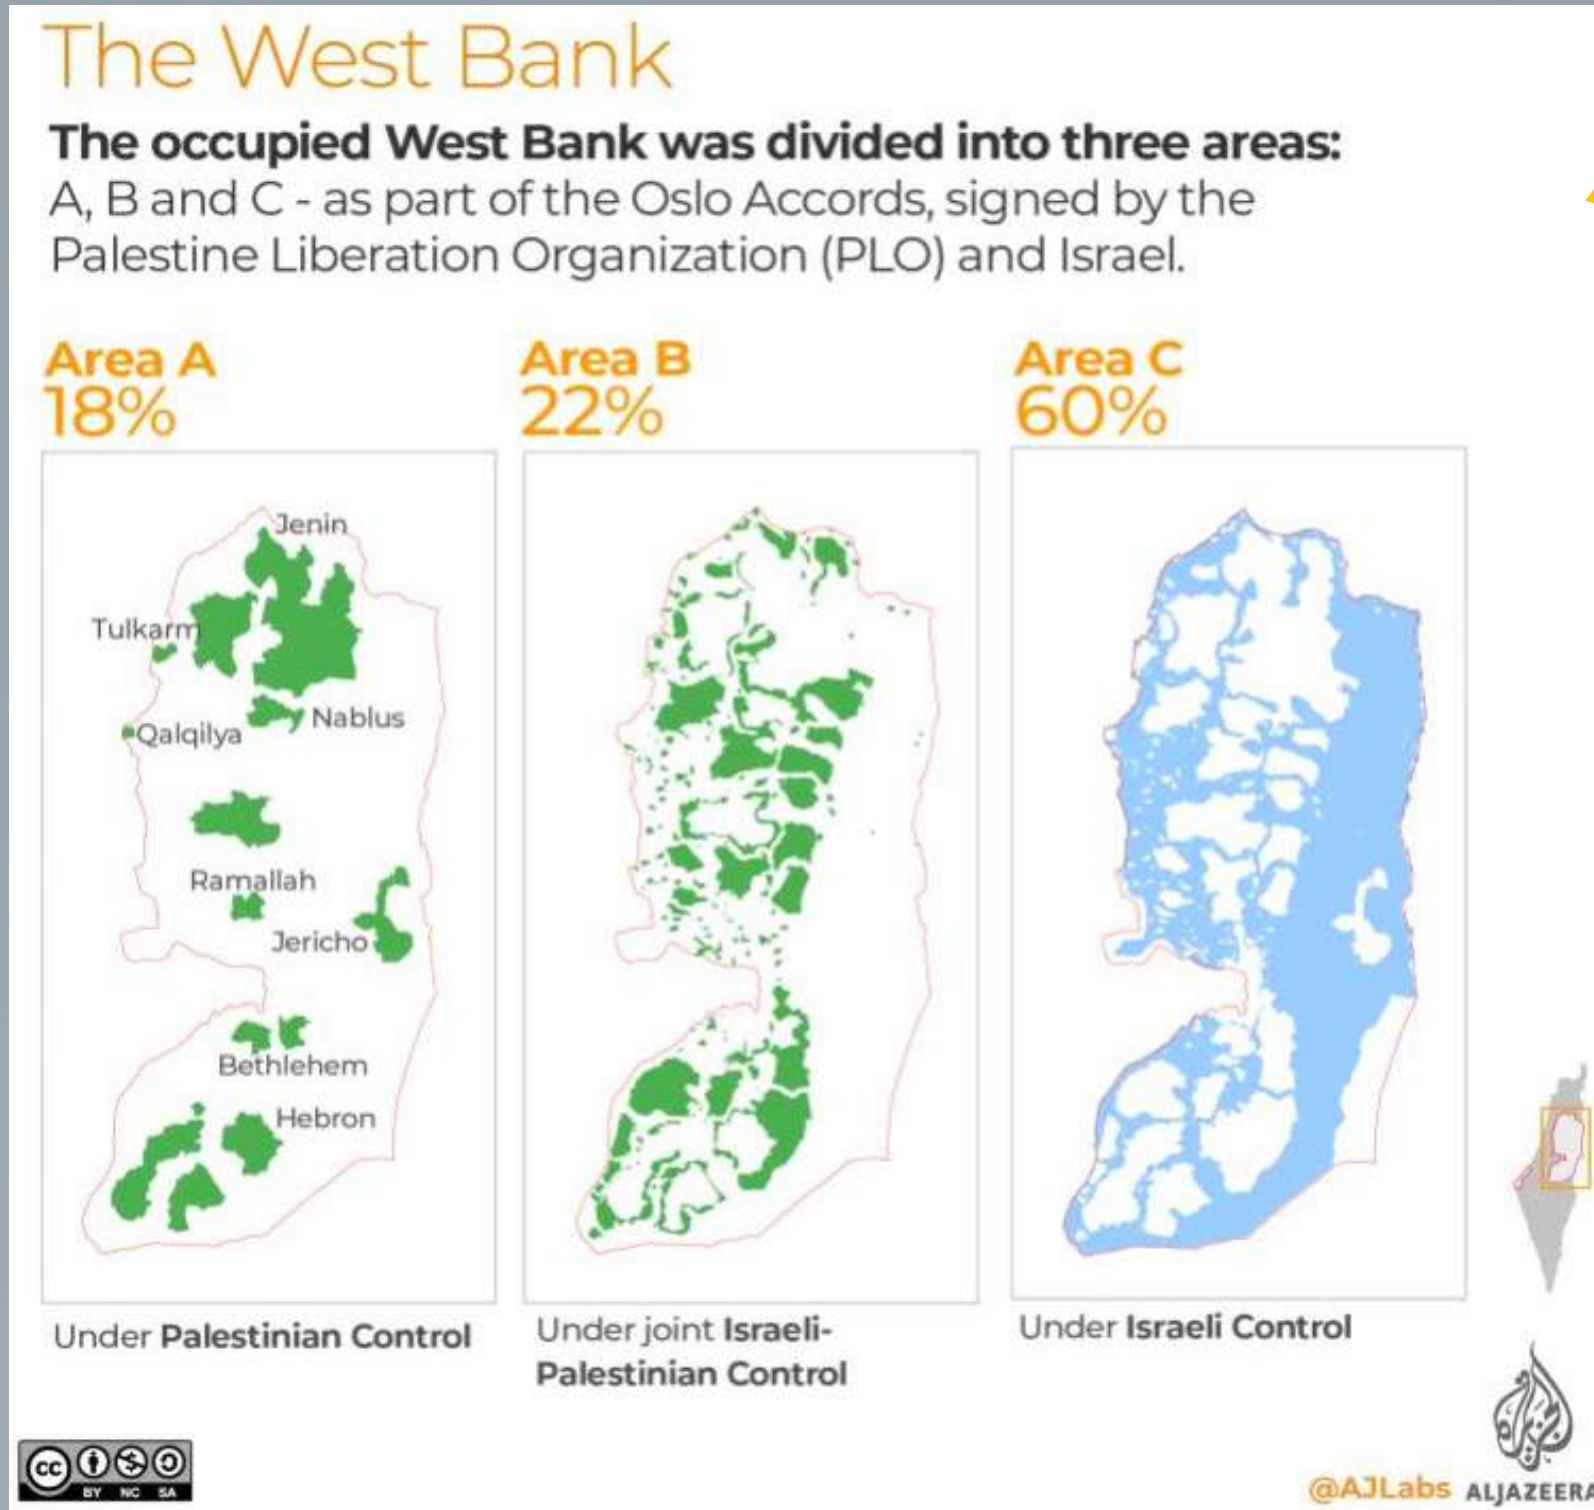 The West Bank
The occupied West Bank was divided into three areas:
A, B and C - as part of the Oslo Accords, signed by the
Palestine Liberation Organization (PLO) and Israel.
Area A
18%
Area B
22%
Area C
60%
Jenin
Tulkarm
Nablus
Qalqilya
Ramallah
Jericho
Bethlehem
Hebron
Under Palestinian Control
Under joint Israeli-
Palestinian Control
Under Israeli Control
cc
BY NC SA
@AJLabs
ALJAZEERA